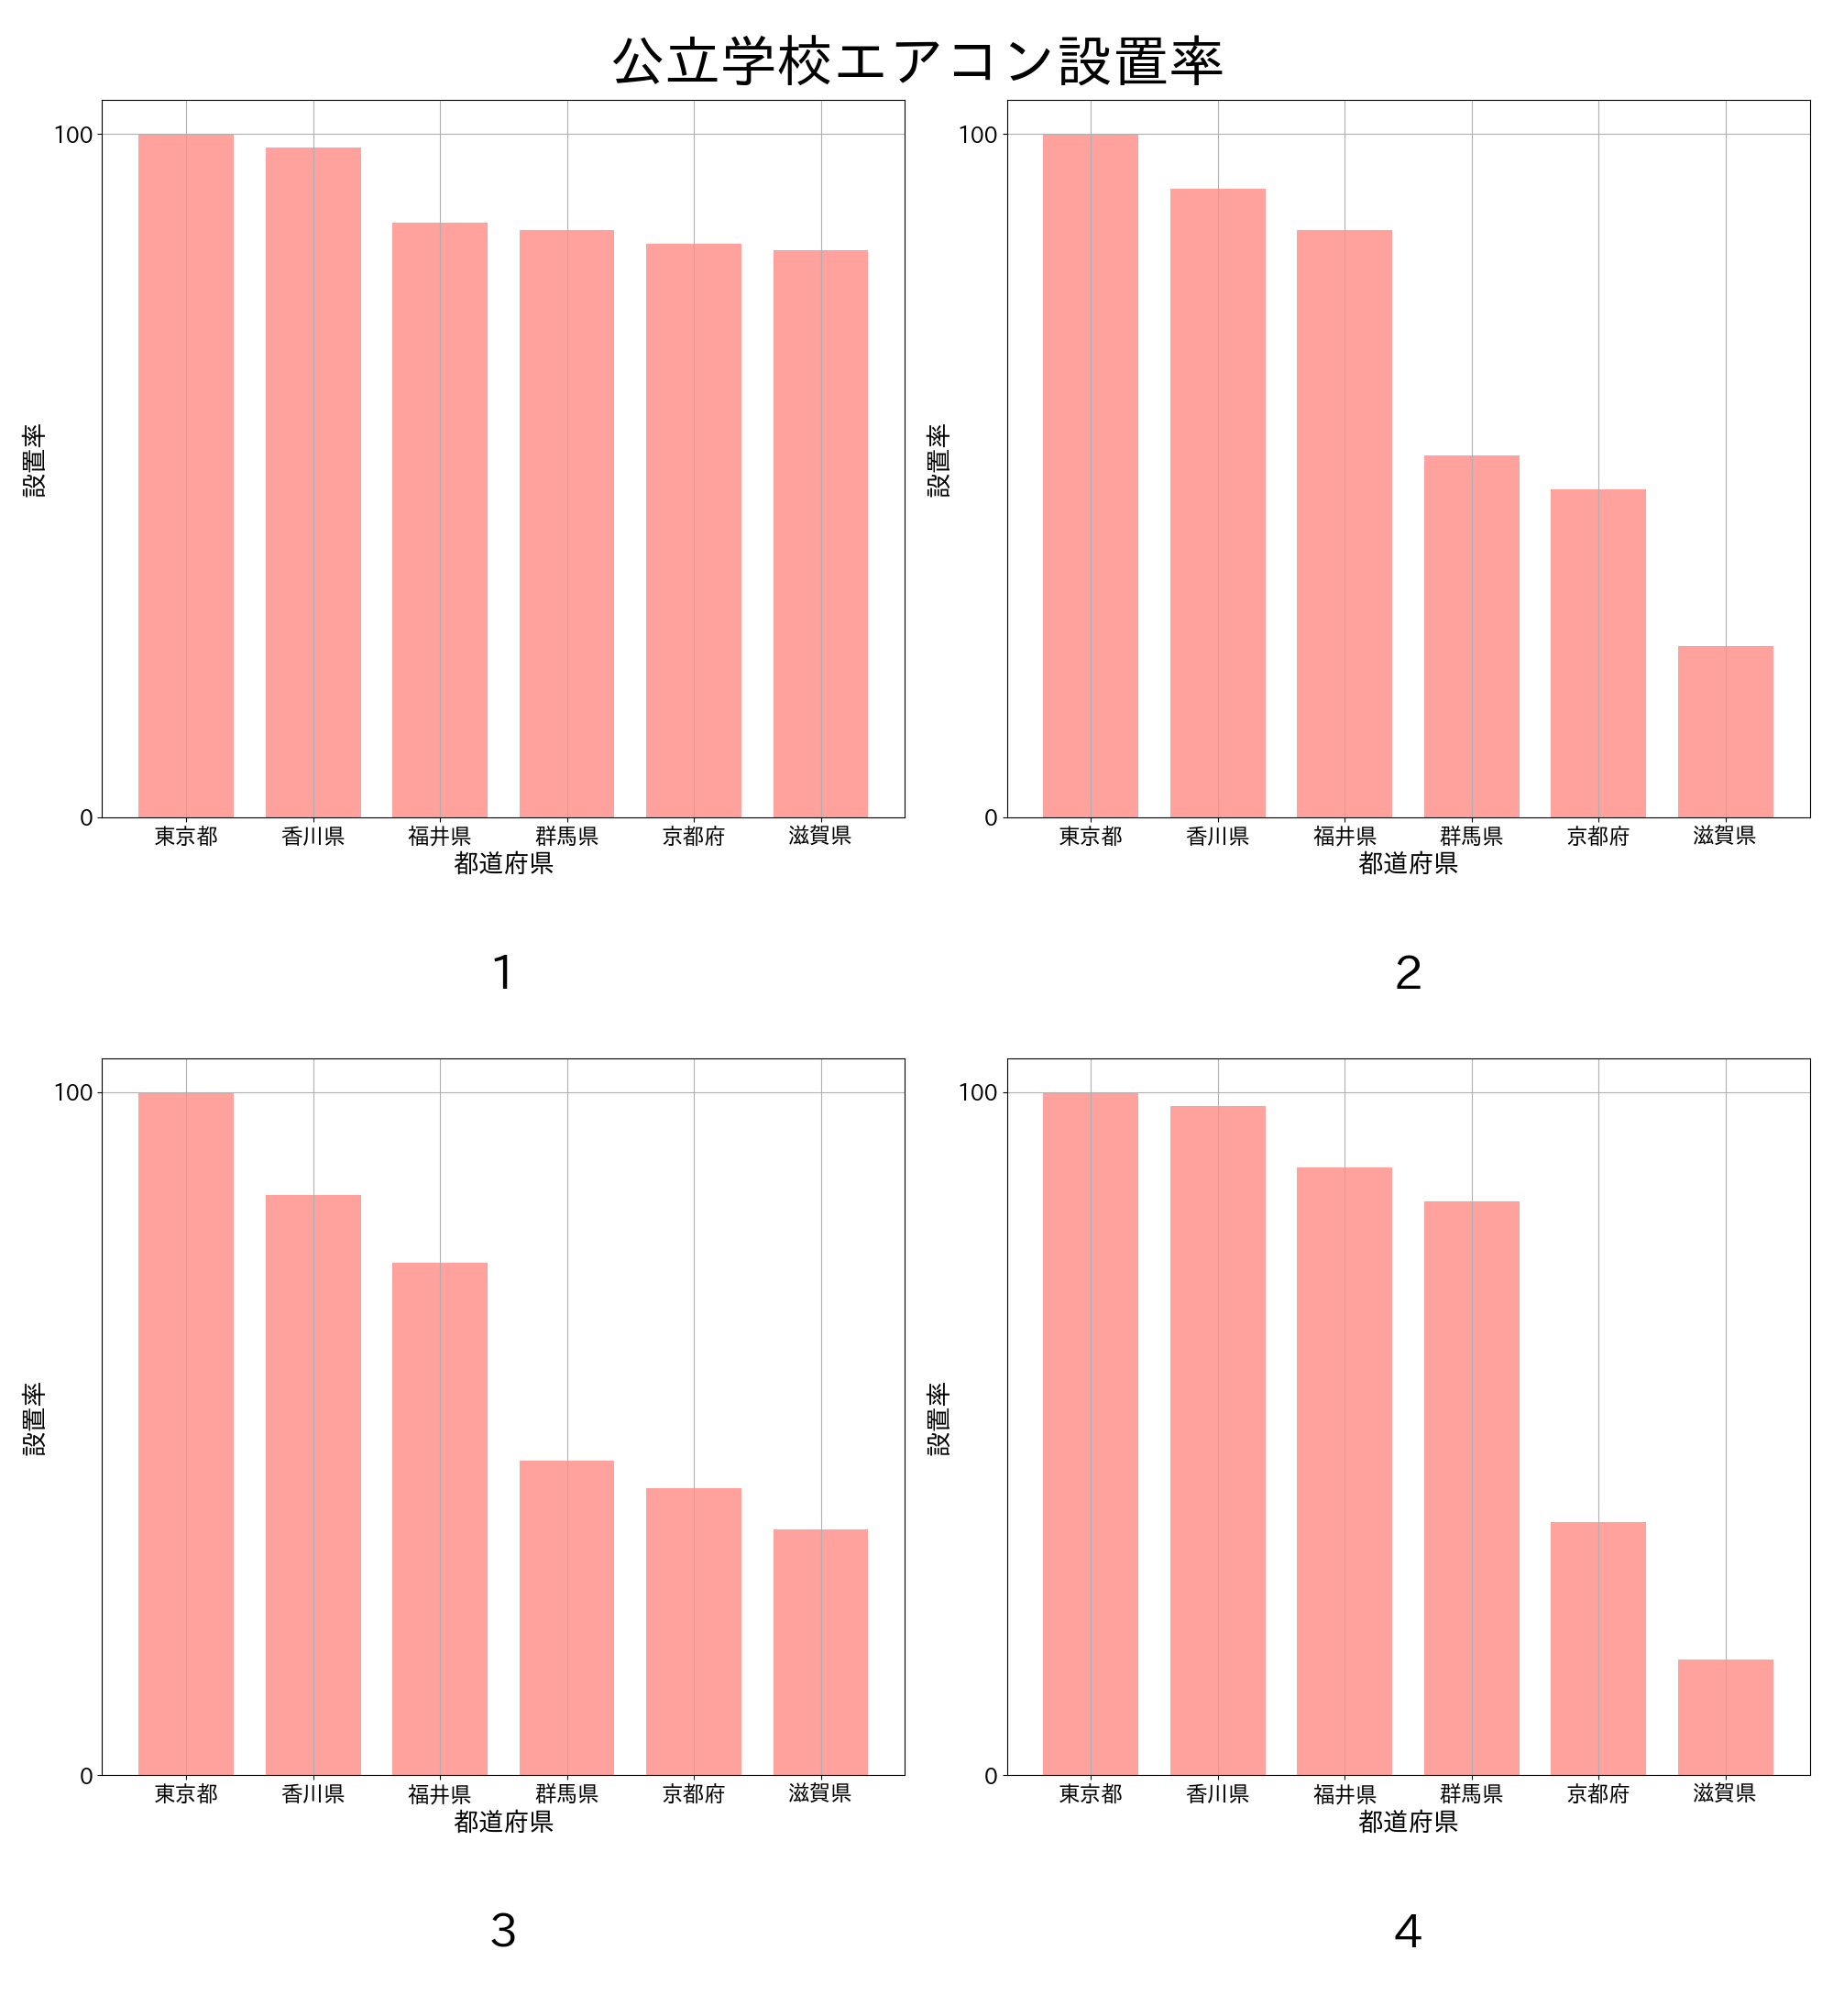 公立学校エアコン設置率
100
設置率
0
東京都 香川県 福井県 群馬県 京都府 滋賀県
都道府県
1
100
設置率
0
東京都 香川県 福井県 群馬県 京都府 滋賀県
都道府県
2
100
設置率
0
東京都 香川県 福井県 群馬県 京都府 滋賀県
都道府県
3
100
設置率
0
東京都 香川県 福井県 群馬県 京都府 滋賀県
都道府県
4